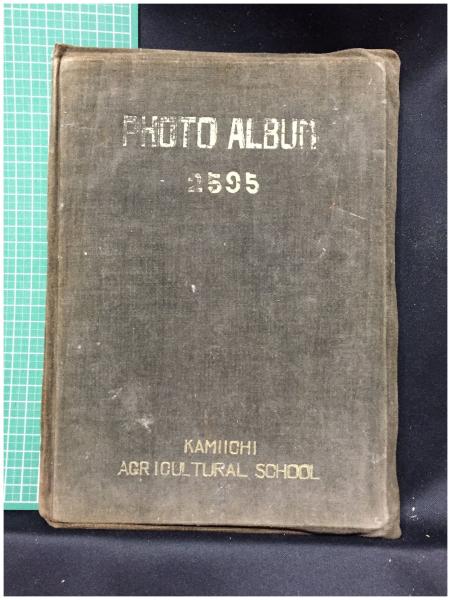 PHOTO ALBUM
2595
KAMIICHI
AGRICULTURAL SCHOOL